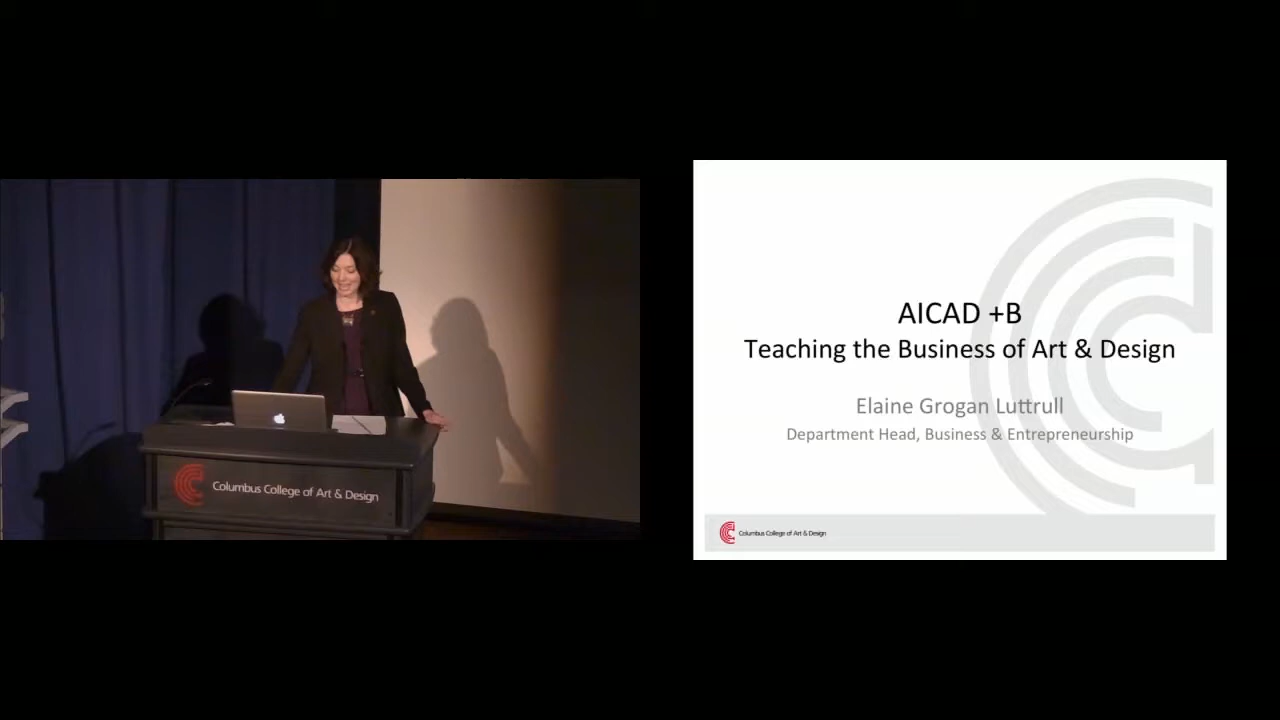 Columbus College of Art & Design
AICAD +B
Teaching the Business of Art & Design
Elaine Grogan Luttrull
Department Head, Business & Entrepreneurship
Columbus College of Art & Design